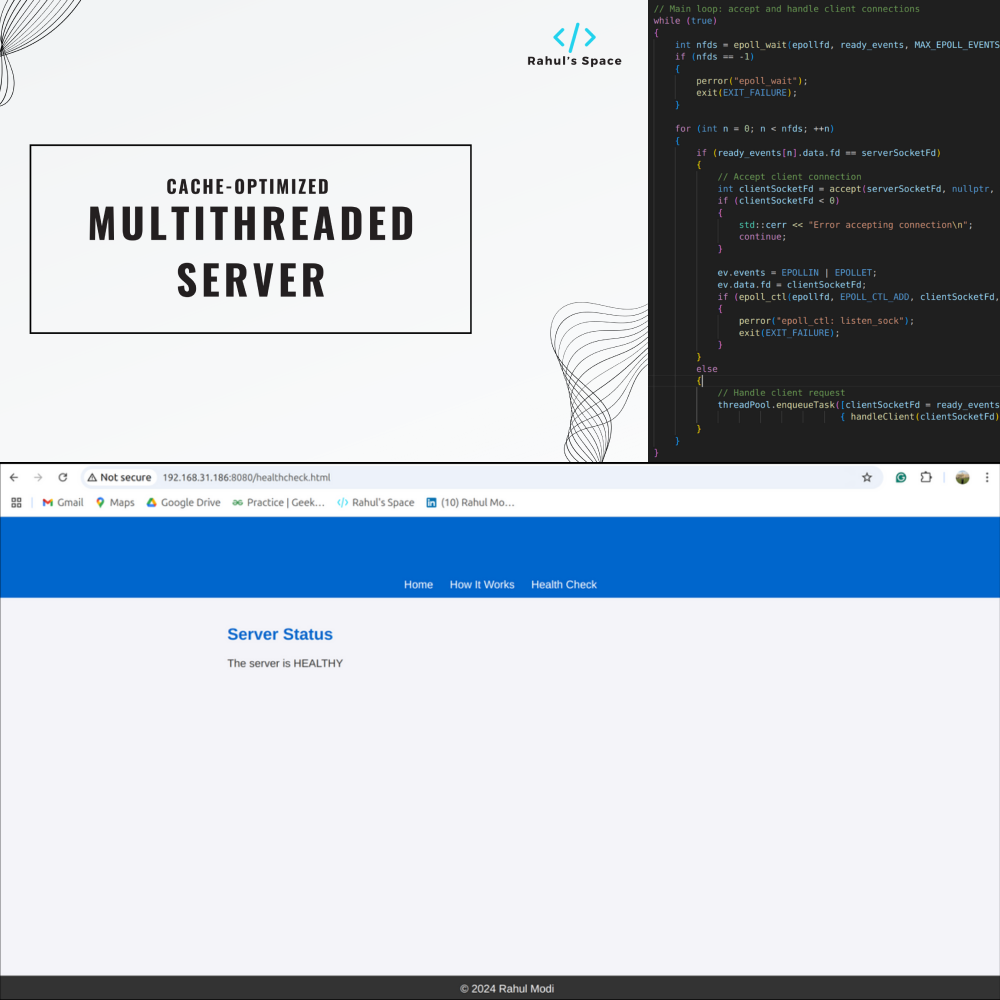 </>
Rahul's Space
CACHE-OPTIMIZED
MULTITHREADED
SERVER
// Main loop: accept and handle client connections
while (true)
{
    int nfds = epoll_wait(epollfd, ready_events, MAX_EPOLL_EVENTS
    if (nfds == -1)
    {
        perror("epoll_wait");
        exit(EXIT_FAILURE);
    }
    for (int n = 0; n < nfds; ++n)
    {
        if (ready_events[n].data.fd == serverSocketFd)
        {
            // Accept client connection
            int clientSocketFd = accept(serverSocketFd, nullptr,
            if (clientSocketFd < 0)
            {
                std::cerr << "Error accepting connection\n";
                continue;
            }
            ev.events = EPOLLIN | EPOLLET;
            ev.data.fd = clientSocketFd;
            if (epoll_ctl(epollfd, EPOLL_CTL_ADD, clientSocketFd,
            {
                perror("epoll_ctl: listen_sock");
                exit(EXIT_FAILURE);
            }
        }
        else
        {
            // Handle client request
            threadPool.enqueueTask([clientSocketFd = ready_events
                { handleClient(clientSocketFd)
        }
    }
}
Not secure 192.168.31.186:8080/healthcheck.html
Gmail Maps Google Drive Practice | Geek... Rahul's Space (10) Rahul Mo...
Home How It Works Health Check
Server Status
The server is HEALTHY
© 2024 Rahul Modi